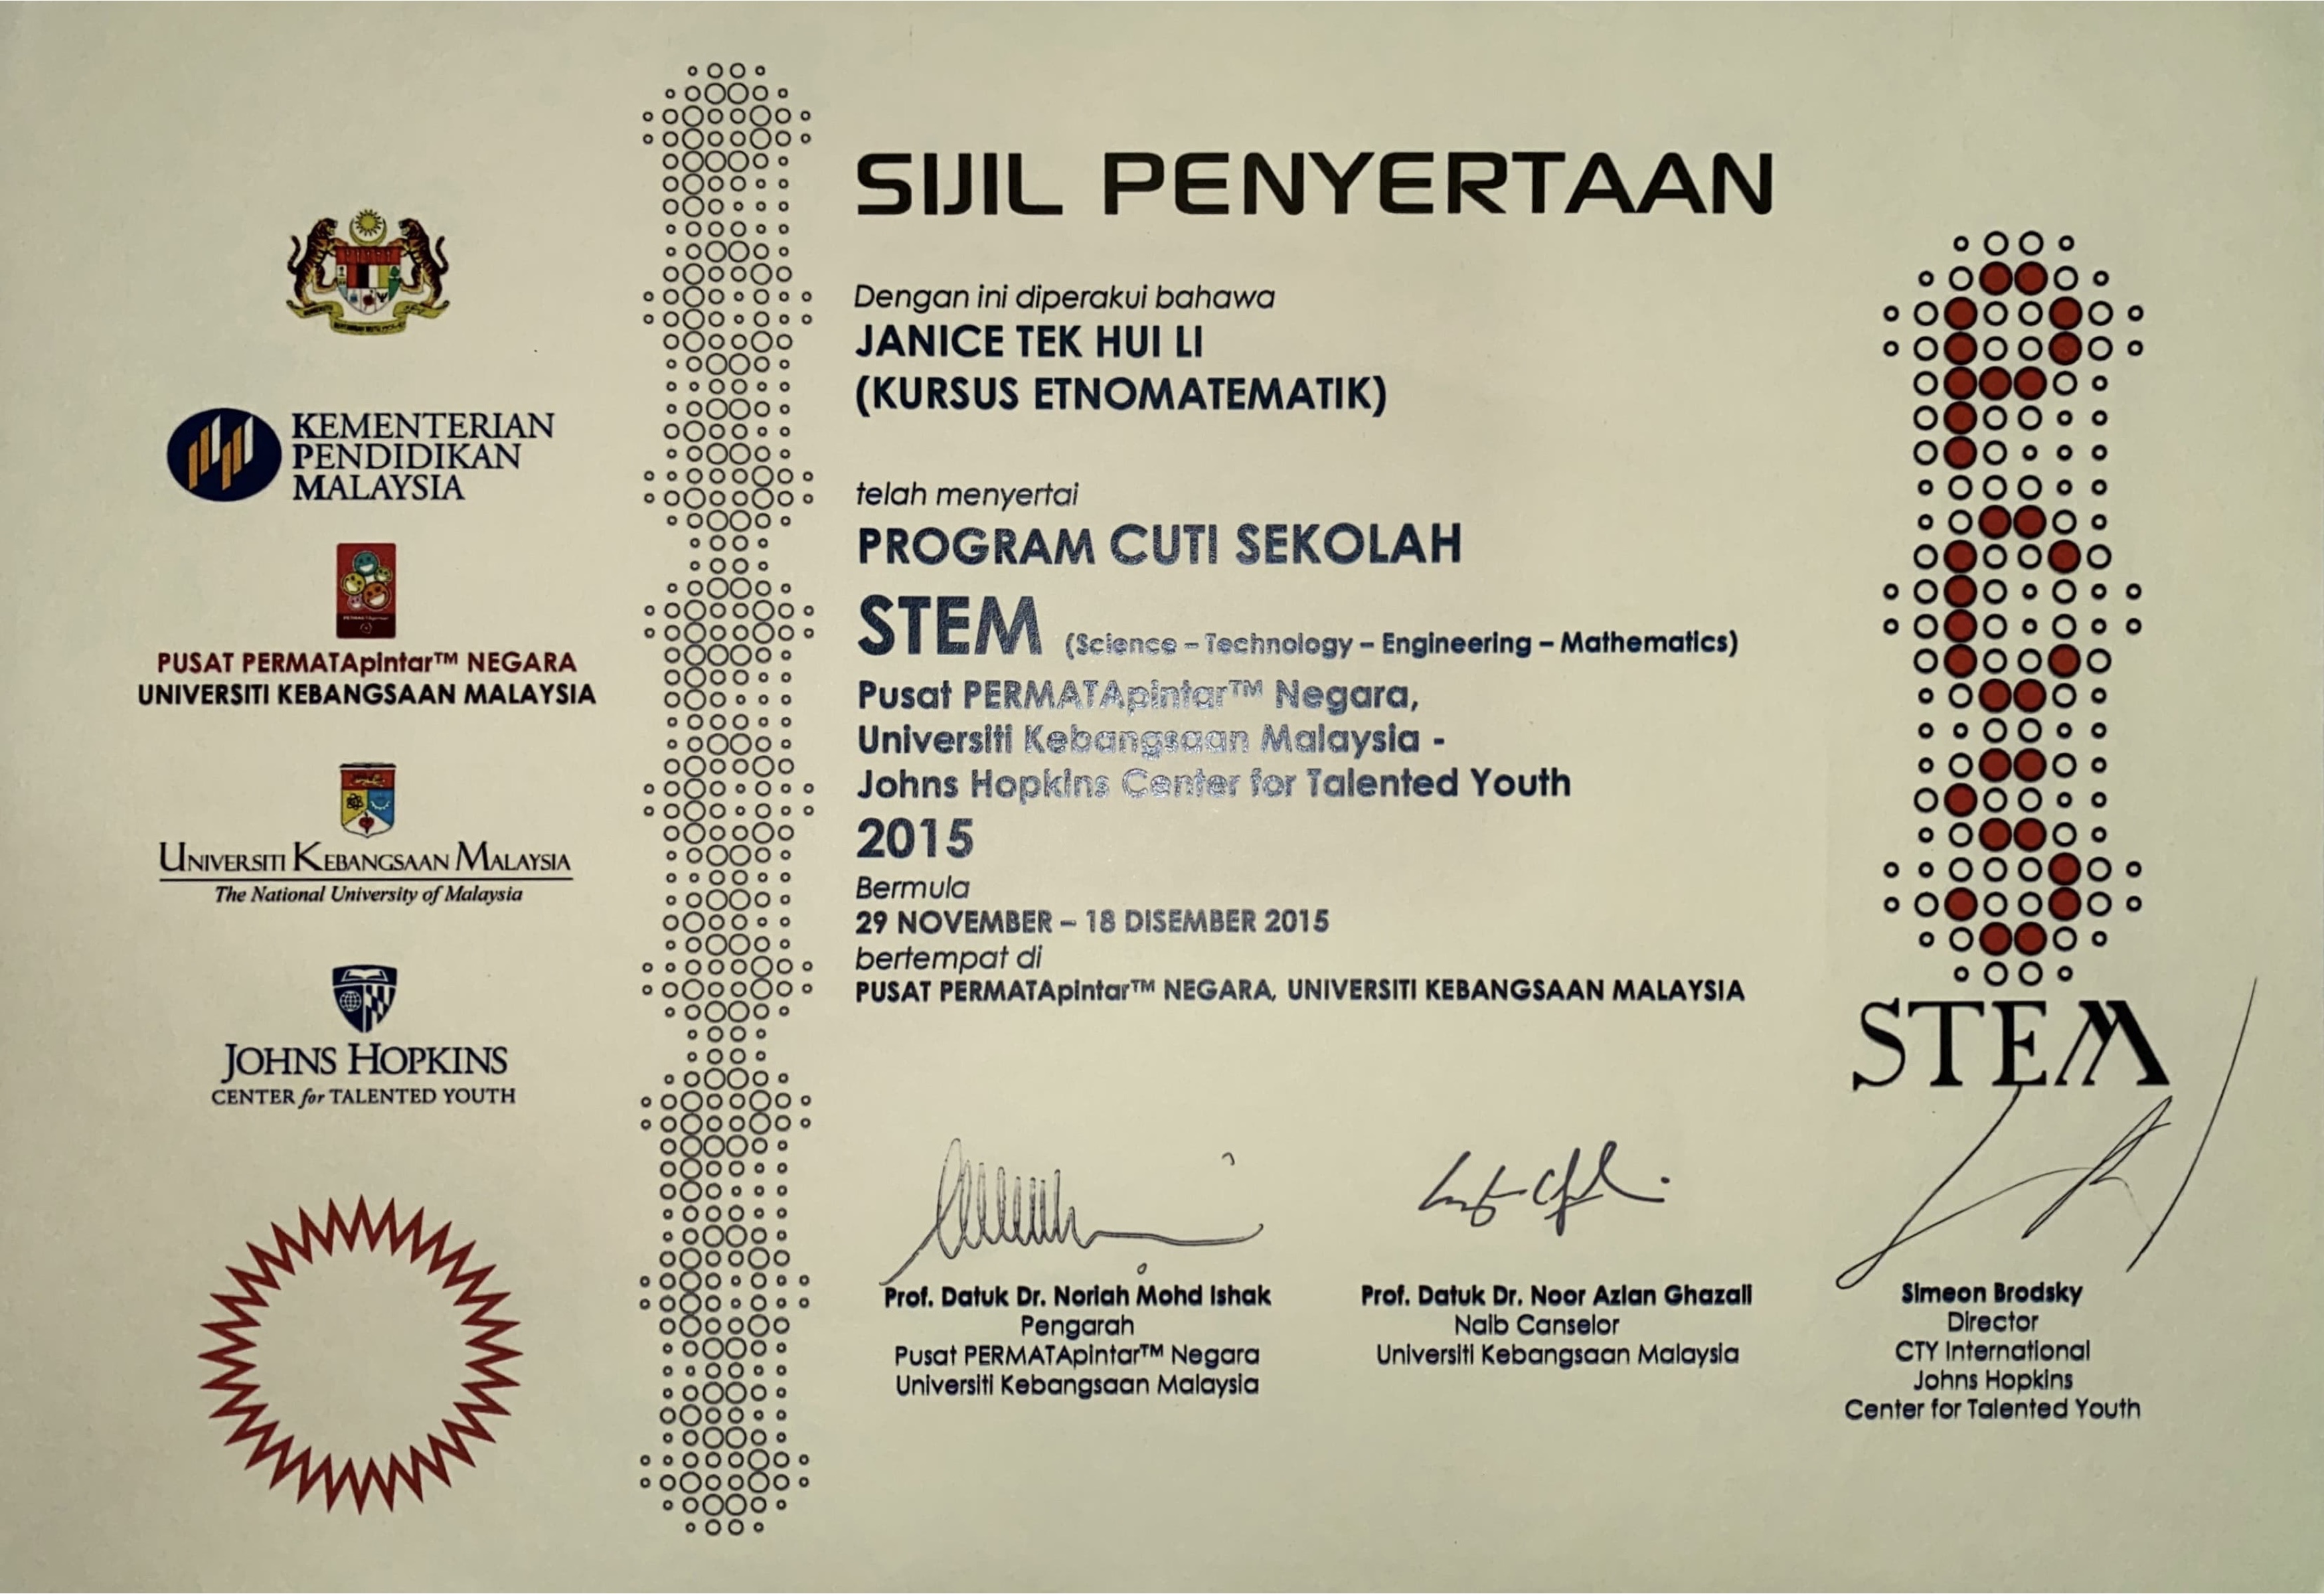 KEMENTERIAN
PENDIDIKAN
MALAYSIA
PUSAT PERMATApintar™ NEGARA
UNIVERSITI KEBANGSAAN MALAYSIA
UNIVERSITI KEBANGSAAN MALAYSIA
The National University of Malaysia
JOHNS HOPKINS
CENTER for TALENTED YOUTH
SIJIL PENYERTAAN
Dengan ini diperakui bahawa
JANICE TEK HUI LI
(KURSUS ETNOMATEMATIK)
telah menyertai
PROGRAM CUTI SEKOLAH
STEM (Science – Technology – Engineering – Mathematics)
Pusat PERMATApintar™ Negara,
Universiti Kebangsaan Malaysia -
Johns Hopkins Center for Talented Youth
2015
Bermula
29 NOVEMBER – 18 DISEMBER 2015
bertempat di
PUSAT PERMATApintar™ NEGARA, UNIVERSITI KEBANGSAAN MALAYSIA
PCS
STEM
Prof. Datuk Dr. Noriah Mohd Ishak
Pengarah
Pusat PERMATApintar™ Negara
Universiti Kebangsaan Malaysia
Prof. Datuk Dr. Noor Azlan Ghazali
Naib Canselor
Universiti Kebangsaan Malaysia
Simeon Brodsky
Director
CTY International
Johns Hopkins
Center for Talented Youth